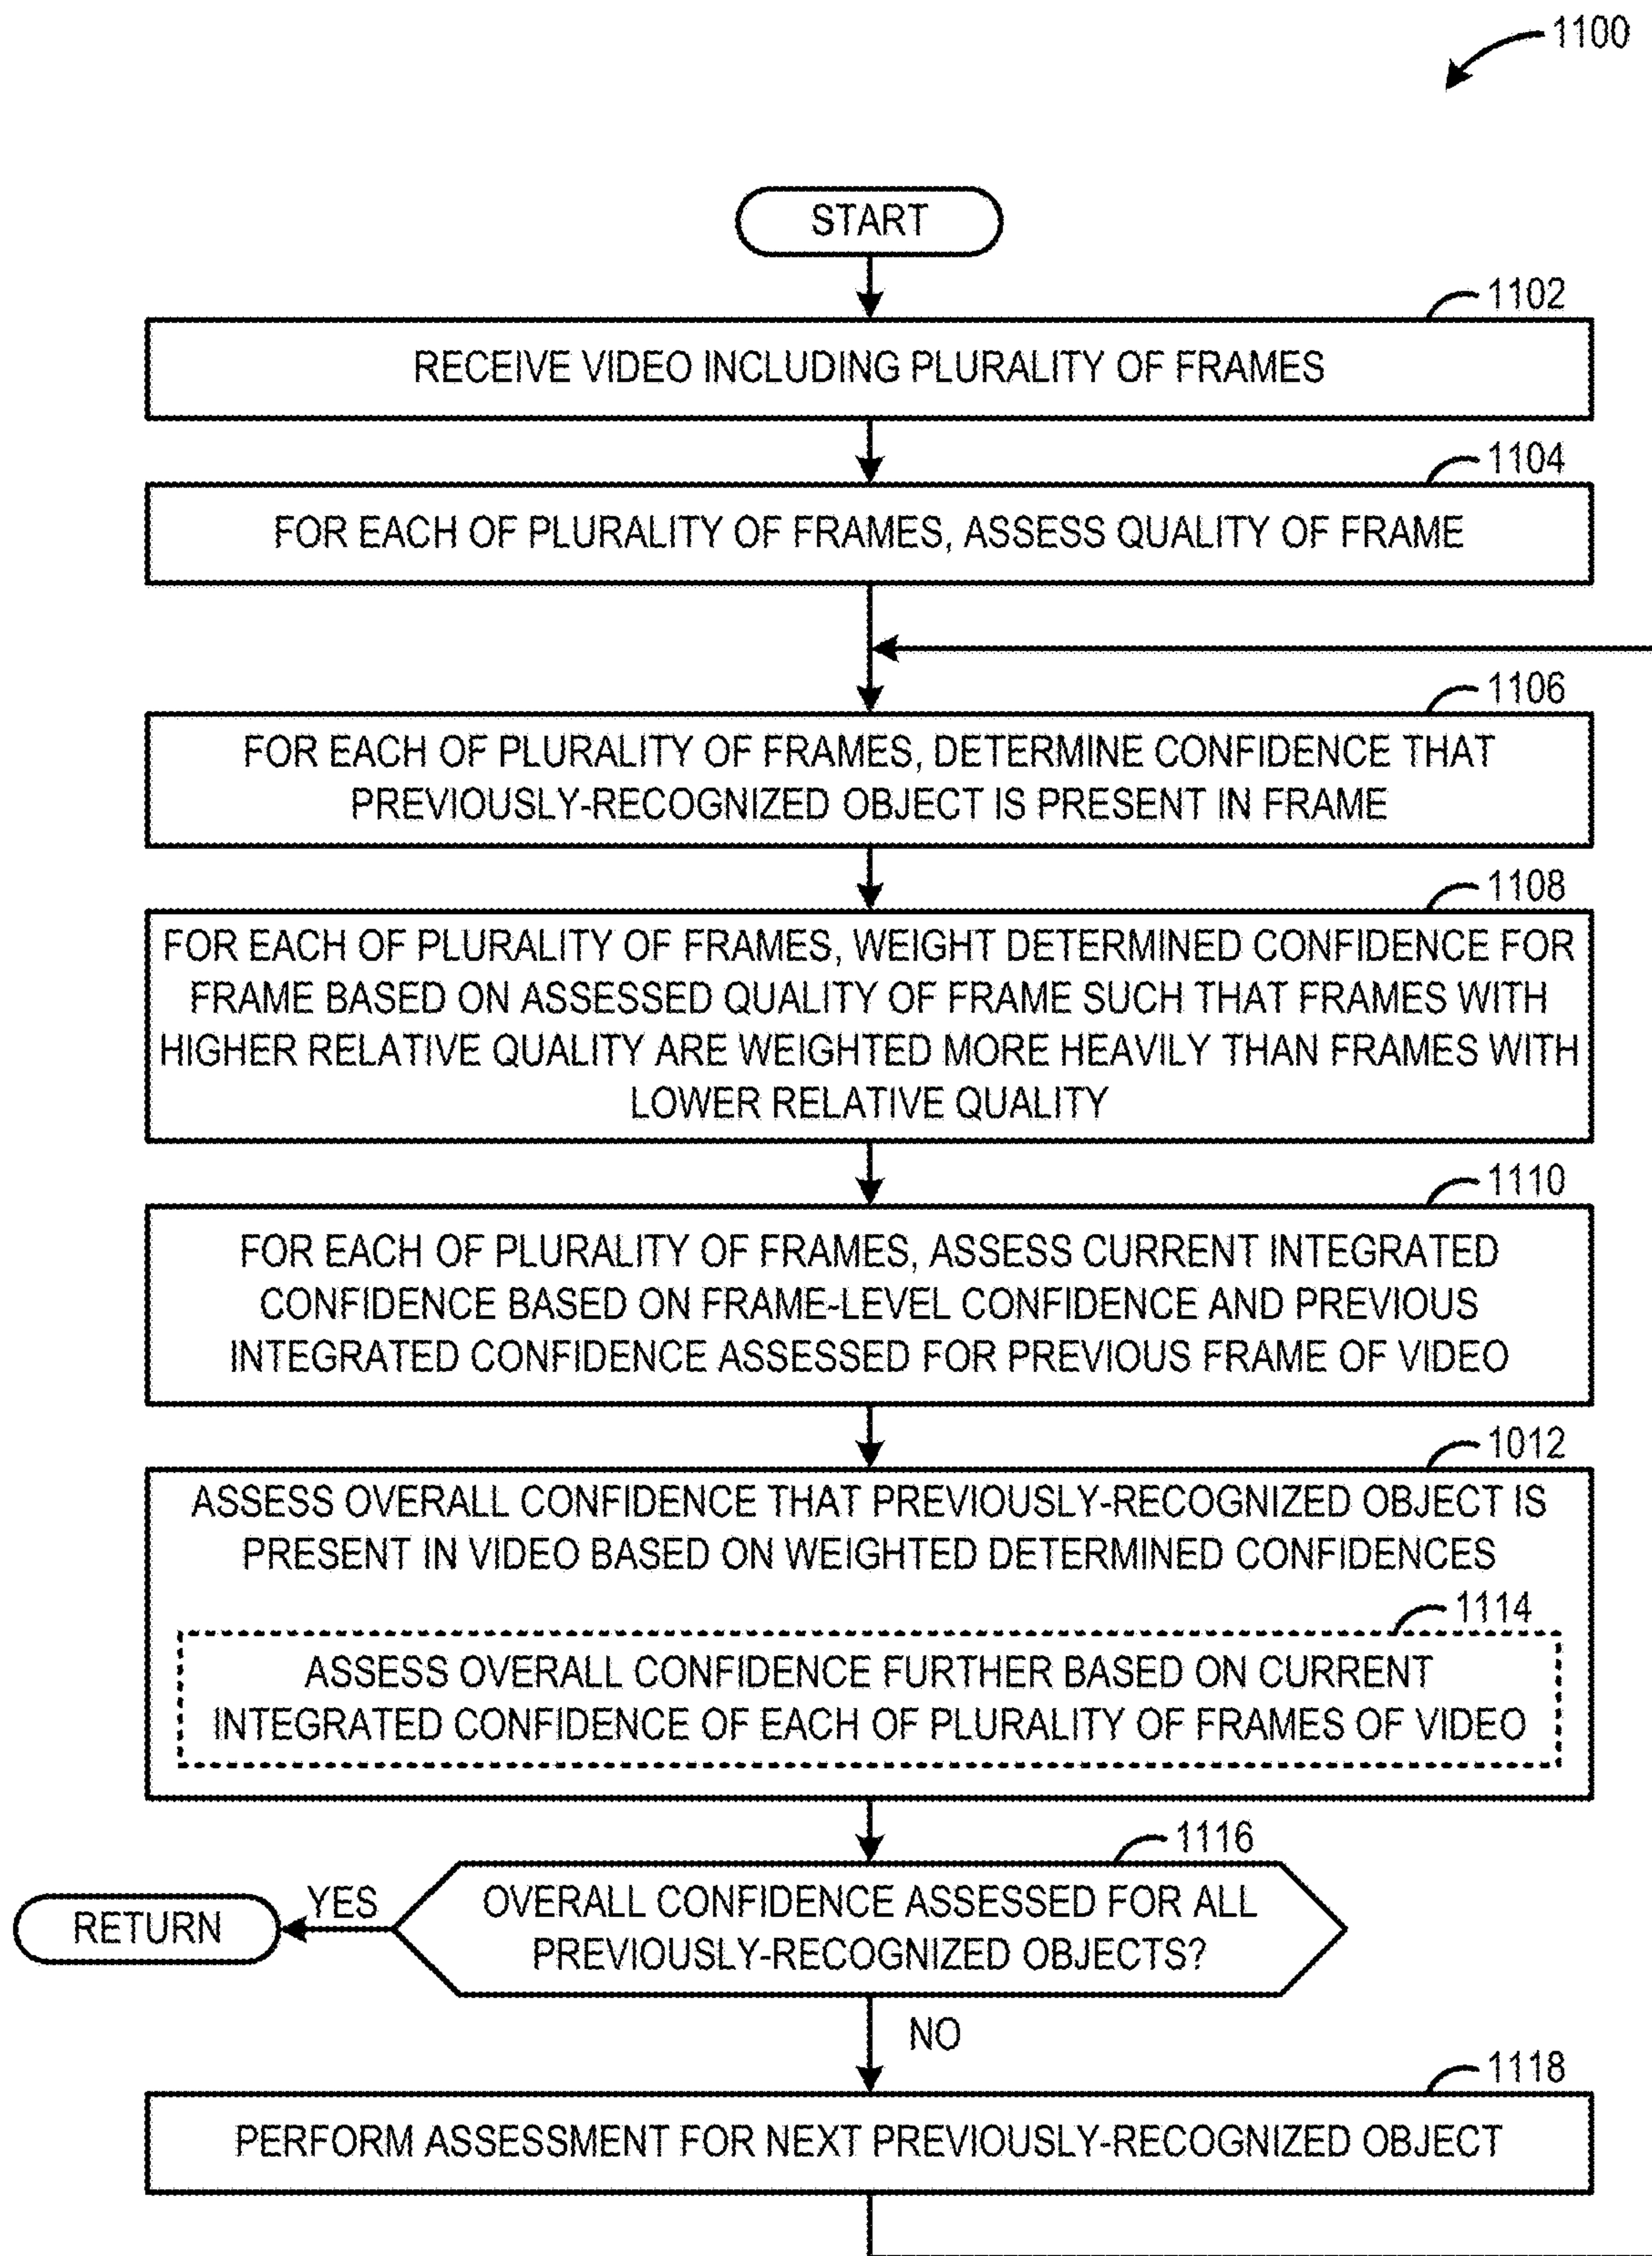 1100
START
1102
RECEIVE VIDEO INCLUDING PLURALITY OF FRAMES
1104
FOR EACH OF PLURALITY OF FRAMES, ASSESS QUALITY OF FRAME
1106
FOR EACH OF PLURALITY OF FRAMES, DETERMINE CONFIDENCE THAT
PREVIOUSLY-RECOGNIZED OBJECT IS PRESENT IN FRAME
1108
FOR EACH OF PLURALITY OF FRAMES, WEIGHT DETERMINED CONFIDENCE FOR
FRAME BASED ON ASSESSED QUALITY OF FRAME SUCH THAT FRAMES WITH
HIGHER RELATIVE QUALITY ARE WEIGHTED MORE HEAVILY THAN FRAMES WITH
LOWER RELATIVE QUALITY
1110
FOR EACH OF PLURALITY OF FRAMES, ASSESS CURRENT INTEGRATED
CONFIDENCE BASED ON FRAME-LEVEL CONFIDENCE AND PREVIOUS
INTEGRATED CONFIDENCE ASSESSED FOR PREVIOUS FRAME OF VIDEO
1012
ASSESS OVERALL CONFIDENCE THAT PREVIOUSLY-RECOGNIZED OBJECT IS
PRESENT IN VIDEO BASED ON WEIGHTED DETERMINED CONFIDENCES
1114
ASSESS OVERALL CONFIDENCE FURTHER BASED ON CURRENT
INTEGRATED CONFIDENCE OF EACH OF PLURALITY OF FRAMES OF VIDEO
1116
OVERALL CONFIDENCE ASSESSED FOR ALL
PREVIOUSLY-RECOGNIZED OBJECTS?
YES
RETURN
NO
1118
PERFORM ASSESSMENT FOR NEXT PREVIOUSLY-RECOGNIZED OBJECT